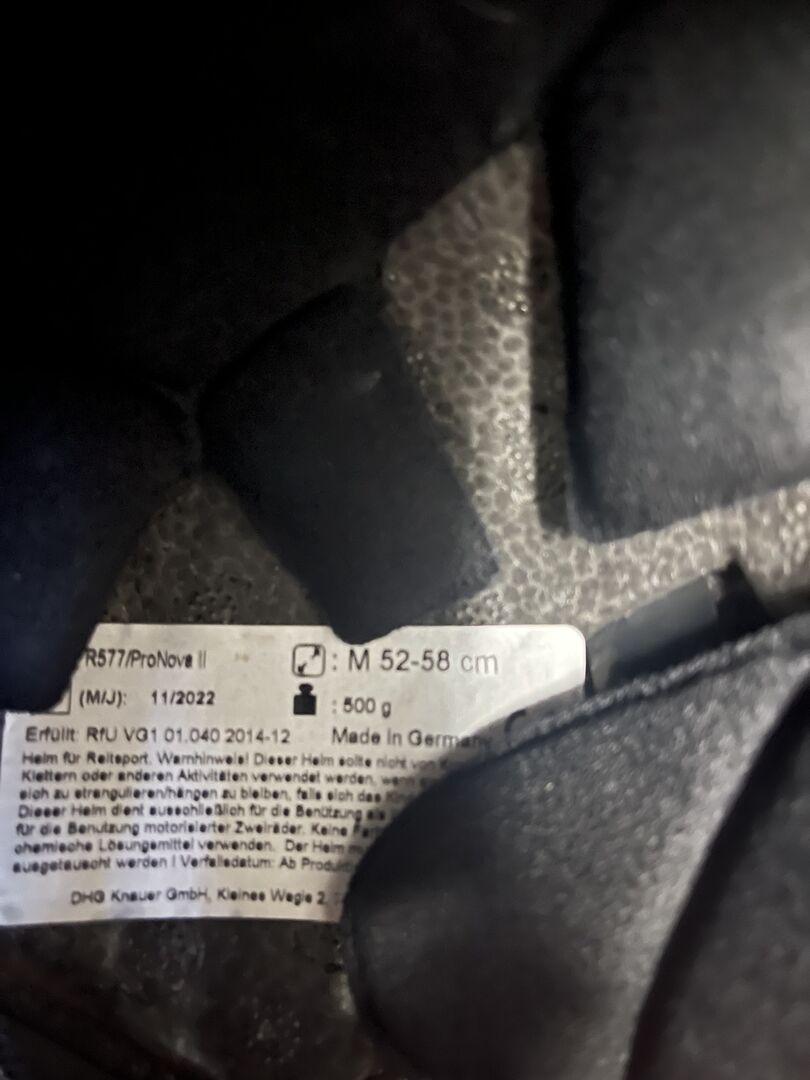 R577/ProNova II : M 52-58 cm
(M/J): 11/2022 : 500 g
Erfüllt: RfU VG1 01.040 2014-12 Made in Germany
Helm für Reitsport. Warnhinweis! Dieser Helm sollte nicht von
Klettern oder anderen Aktivitäten verwendet werden, wenn
sich zu strangulieren/hängen zu bleiben, falls sich das
Dieser Helm dient ausschließlich für die Benützung als
für die Benutzung motorisierter Zweiräder. Keine
chemische Lösungsmittel verwenden. Der Helm
ausgetauscht werden ! Verfallsdatum: Ab
DHG Knauer GmbH, Kleines Wegle 2,